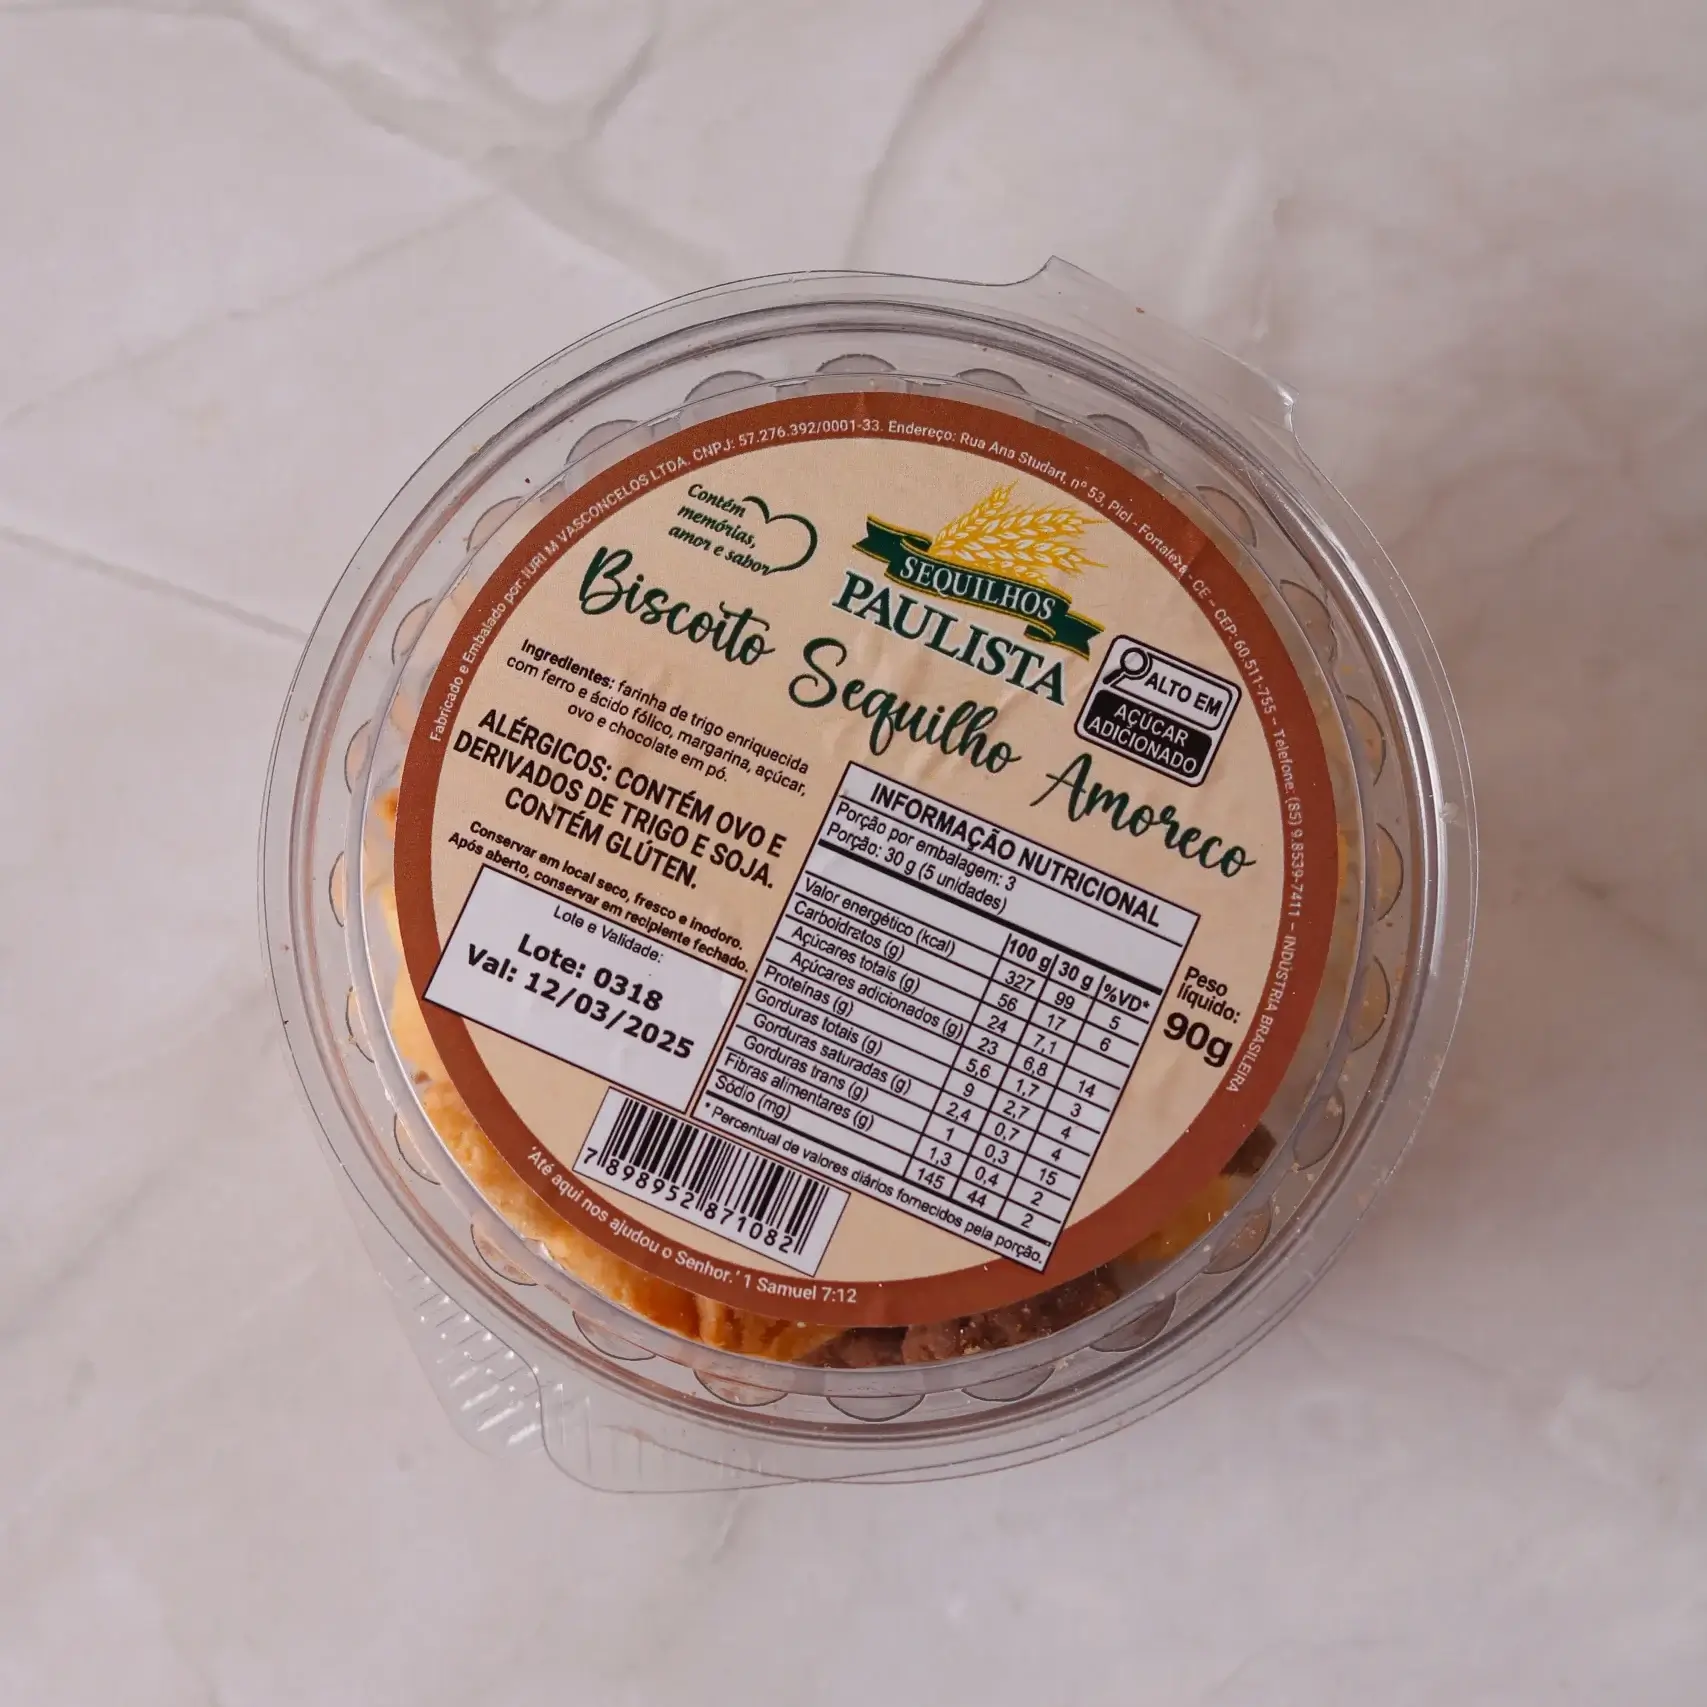 Fabricado e Embalado por: IURI M VASCONCELOS LTDA. CNPJ: 57.276.392/0001-33. Endereço: Rua Ana Studart, nº 53, Pici - Fortaleza - CE - CEP: 60.511-755 - Telefone: (85) 9.8539-7411 - INDÚSTRIA BRASILEIRA
Contém
memórias,
amor e sabor
SEQUILHOS
PAULISTA
Biscoito Sequilho Amoreco
ALTO EM
AÇÚCAR
ADICIONADO
Ingredientes: farinha de trigo enriquecida
com ferro e ácido fólico, margarina, açúcar,
ovo e chocolate em pó.
ALÉRGICOS: CONTÉM OVO E
DERIVADOS DE TRIGO E SOJA.
CONTÉM GLÚTEN.
Conservar em local seco, fresco e inodoro.
Após aberto, conservar em recipiente fechado.
Lote e Validade:
Lote: 0318
Val: 12/03/2025
INFORMAÇÃO NUTRICIONAL
Porção por embalagem: 3
Porção: 30 g (5 unidades)
100 g 30 g %VD*
Valor energético (kcal) 327 99 5
Carboidratos (g) 56 17 6
Açúcares totais (g) 24 7,1
Açúcares adicionados (g) 23 6,8 14
Proteínas (g) 5,6 1,7 3
Gorduras totais (g) 9 2,7 4
Gorduras saturadas (g) 2,4 0,7 4
Gorduras trans (g) 1 0,3 15
Fibras alimentares (g) 1,3 0,4 2
Sódio (mg) 145 44 2
* Percentual de valores diários fornecidos pela porção.
Peso
líquido:
90g
7898952871082
'Até aqui nos ajudou o Senhor.' 1 Samuel 7:12